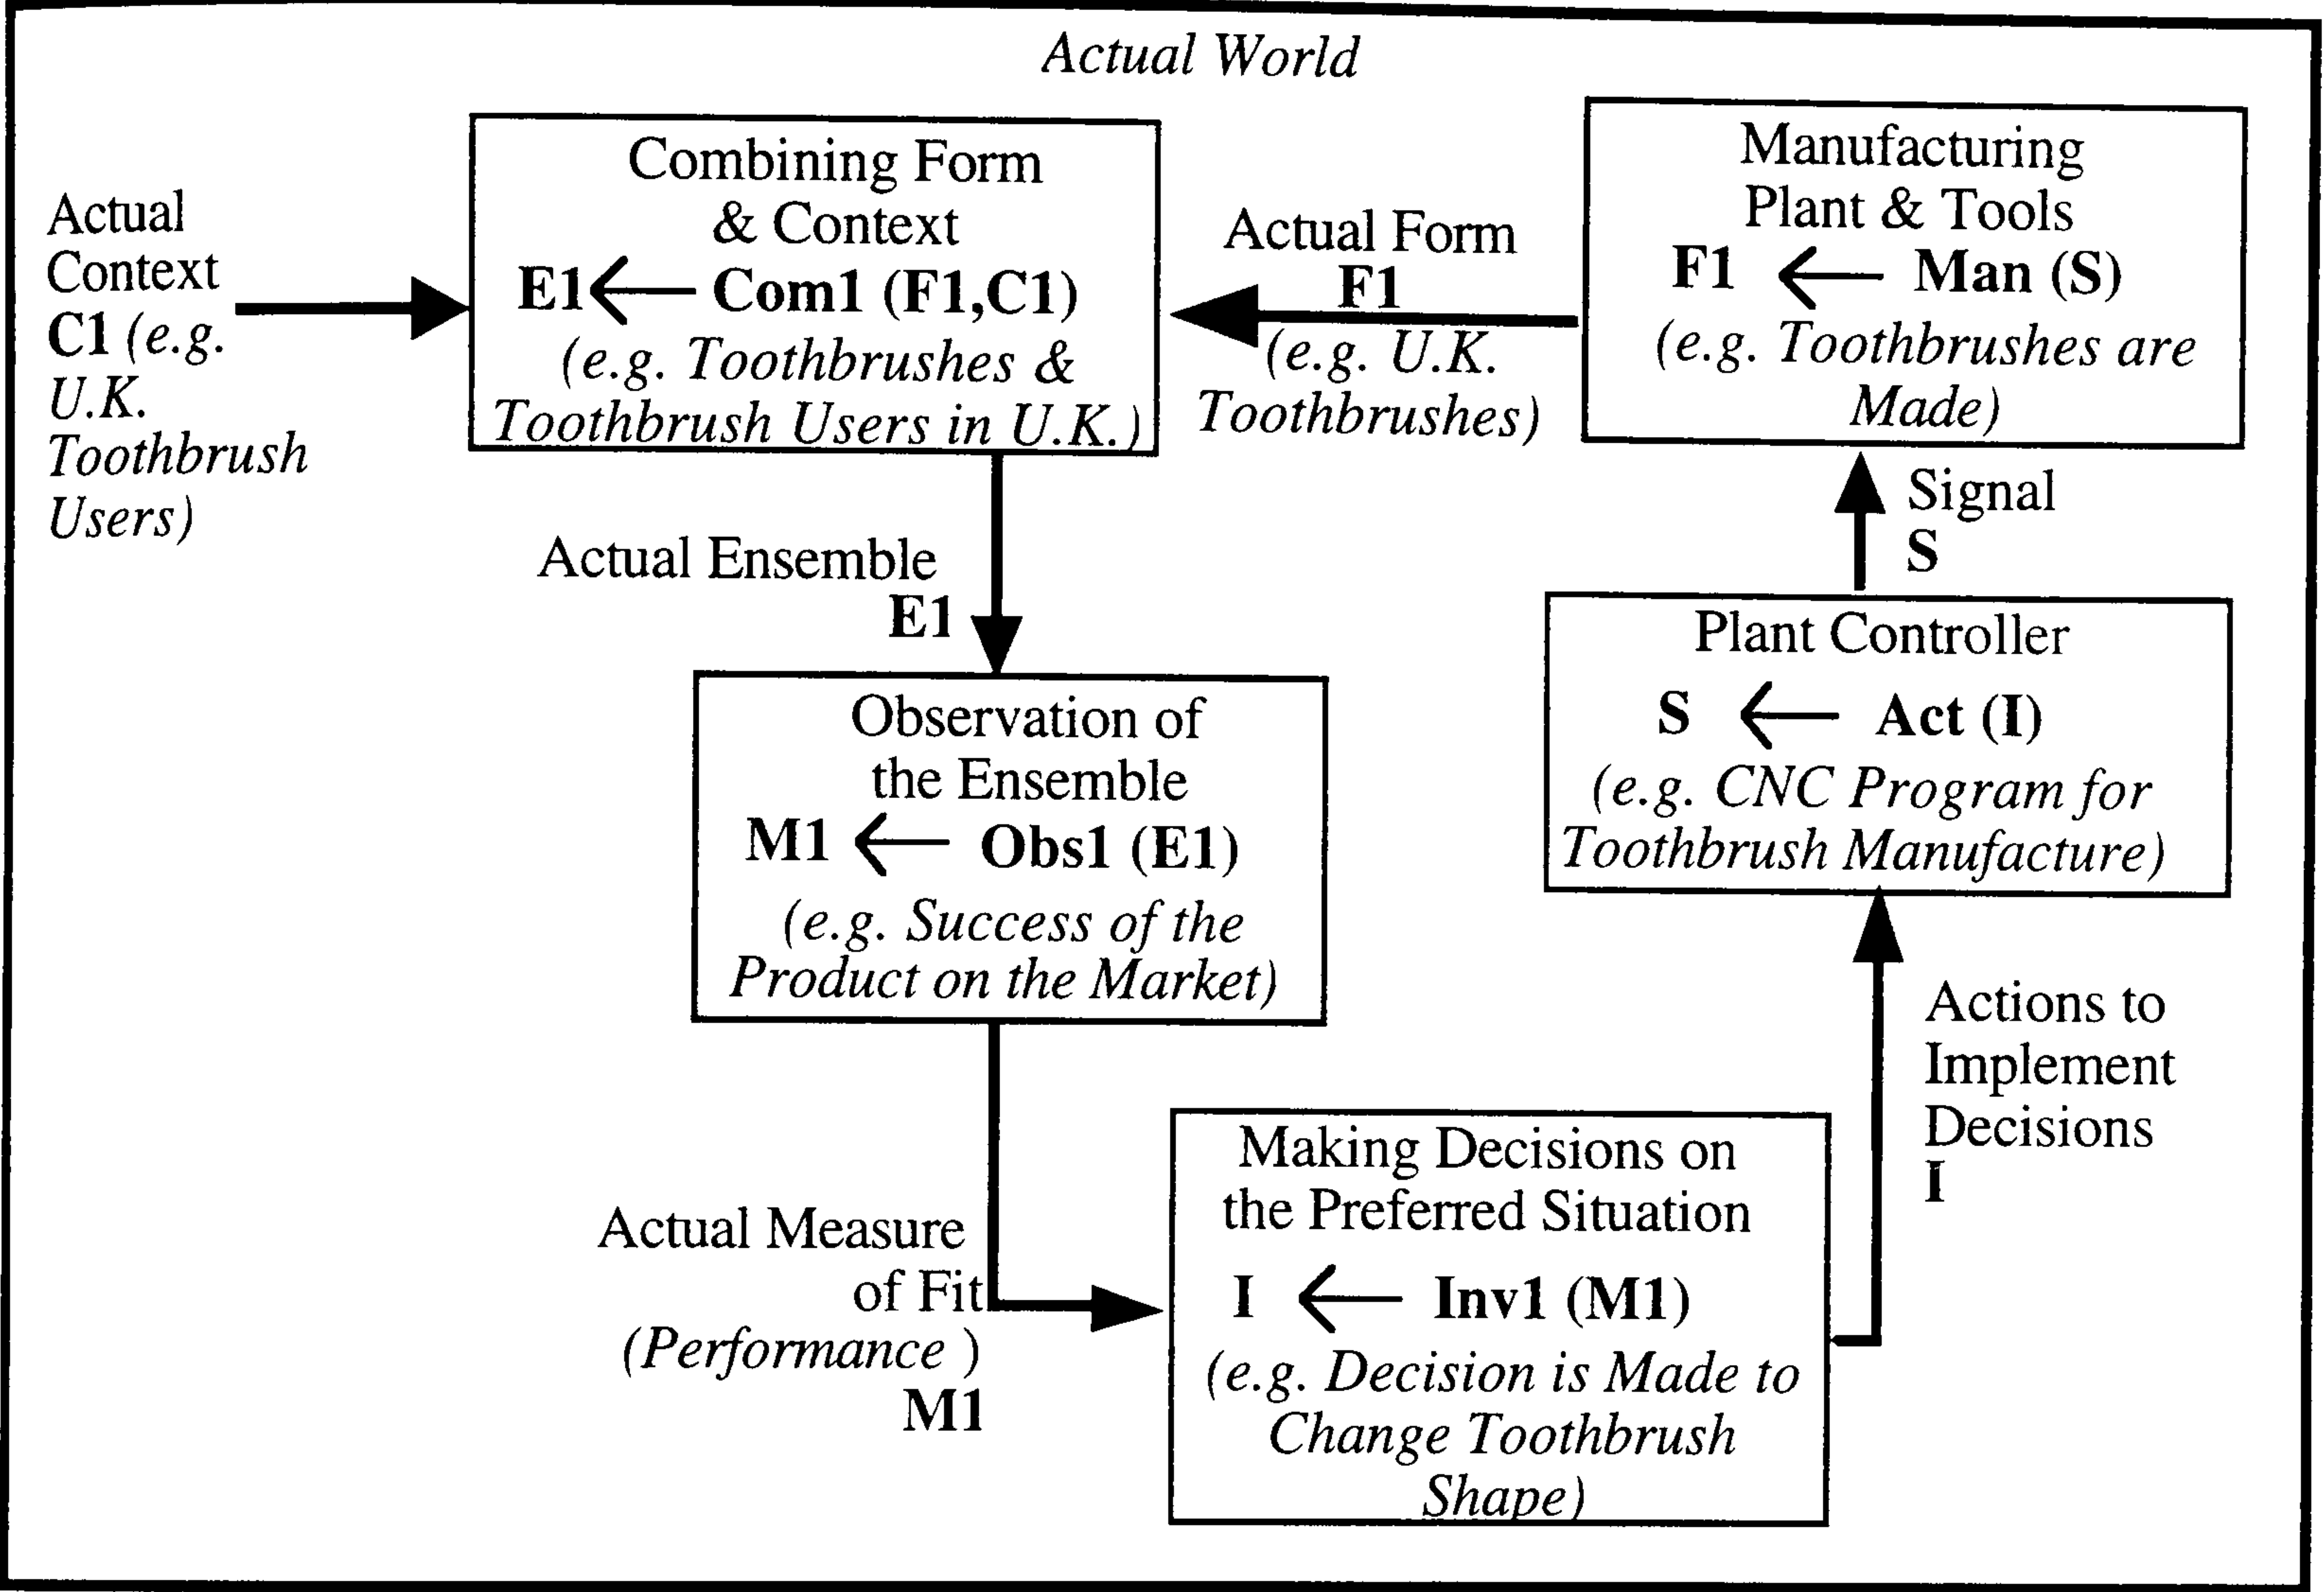 Actual World
Actual
Context
C1 (e.g.
U.K.
Toothbrush
Users)
Combining Form
& Context
E1 ← Com1 (F1,C1)
(e.g. Toothbrushes &
Toothbrush Users in U.K.)
Actual Form
F1
(e.g. U.K.
Toothbrushes)
Manufacturing
Plant & Tools
F1 ← Man (S)
(e.g. Toothbrushes are
Made)
Signal
S
Plant Controller
S ← Act (I)
(e.g. CNC Program for
Toothbrush Manufacture)
Actual Ensemble
E1
Observation of
the Ensemble
M1 ← Obs1 (E1)
(e.g. Success of the
Product on the Market)
Actions to
Implement
Decisions
I
Actual Measure
of Fit
(Performance )
M1
Making Decisions on
the Preferred Situation
I ← Inv1 (M1)
(e.g. Decision is Made to
Change Toothbrush
Shape)